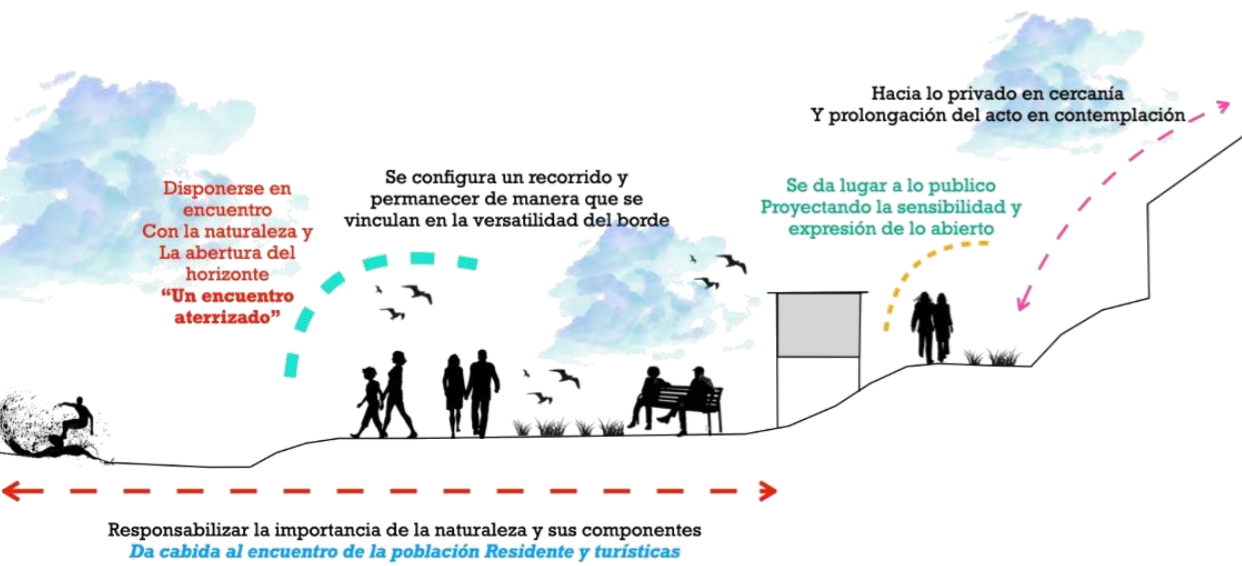 Hacia lo privado en cercanía
Y prolongación del acto en contemplación
Disponerse en
encuentro
Con la naturaleza y
La abertura del
horizonte
“Un encuentro
aterrizado”
Se configura un recorrido y
permanecer de manera que se
vinculan en la versatilidad del borde
Se da lugar a lo publico
Proyectando la sensibilidad y
expresión de lo abierto
Responsabilizar la importancia de la naturaleza y sus componentes
Da cabida al encuentro de la población Residente y turísticas